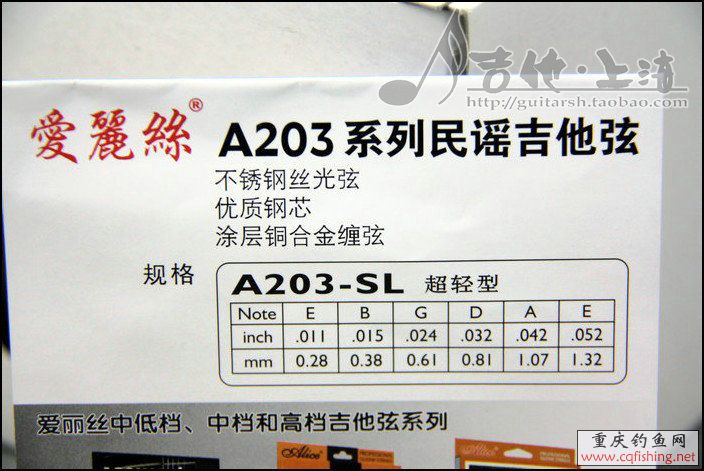 吉他·上海
http://guitarsh.taobao.com
愛麗絲®
A203系列民谣吉他弦
不锈钢丝光弦
优质钢芯
涂层铜合金缠弦
规格
A203-SL 超轻型
Note E B G D A E
inch .011 .015 .024 .032 .042 .052
mm 0.28 0.38 0.61 0.81 1.07 1.32
爱丽丝中低档、中档和高档吉他弦系列
Alice
Alice
重庆钓鱼网
www.cqfishing.net